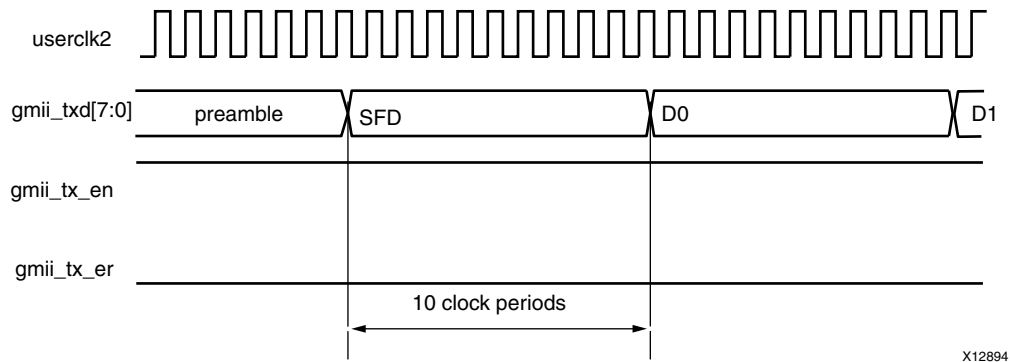 userclk2
gmii_txd[7:0] preamble SFD D0 D1
gmii_tx_en
gmii_tx_er
10 clock periods
X12894